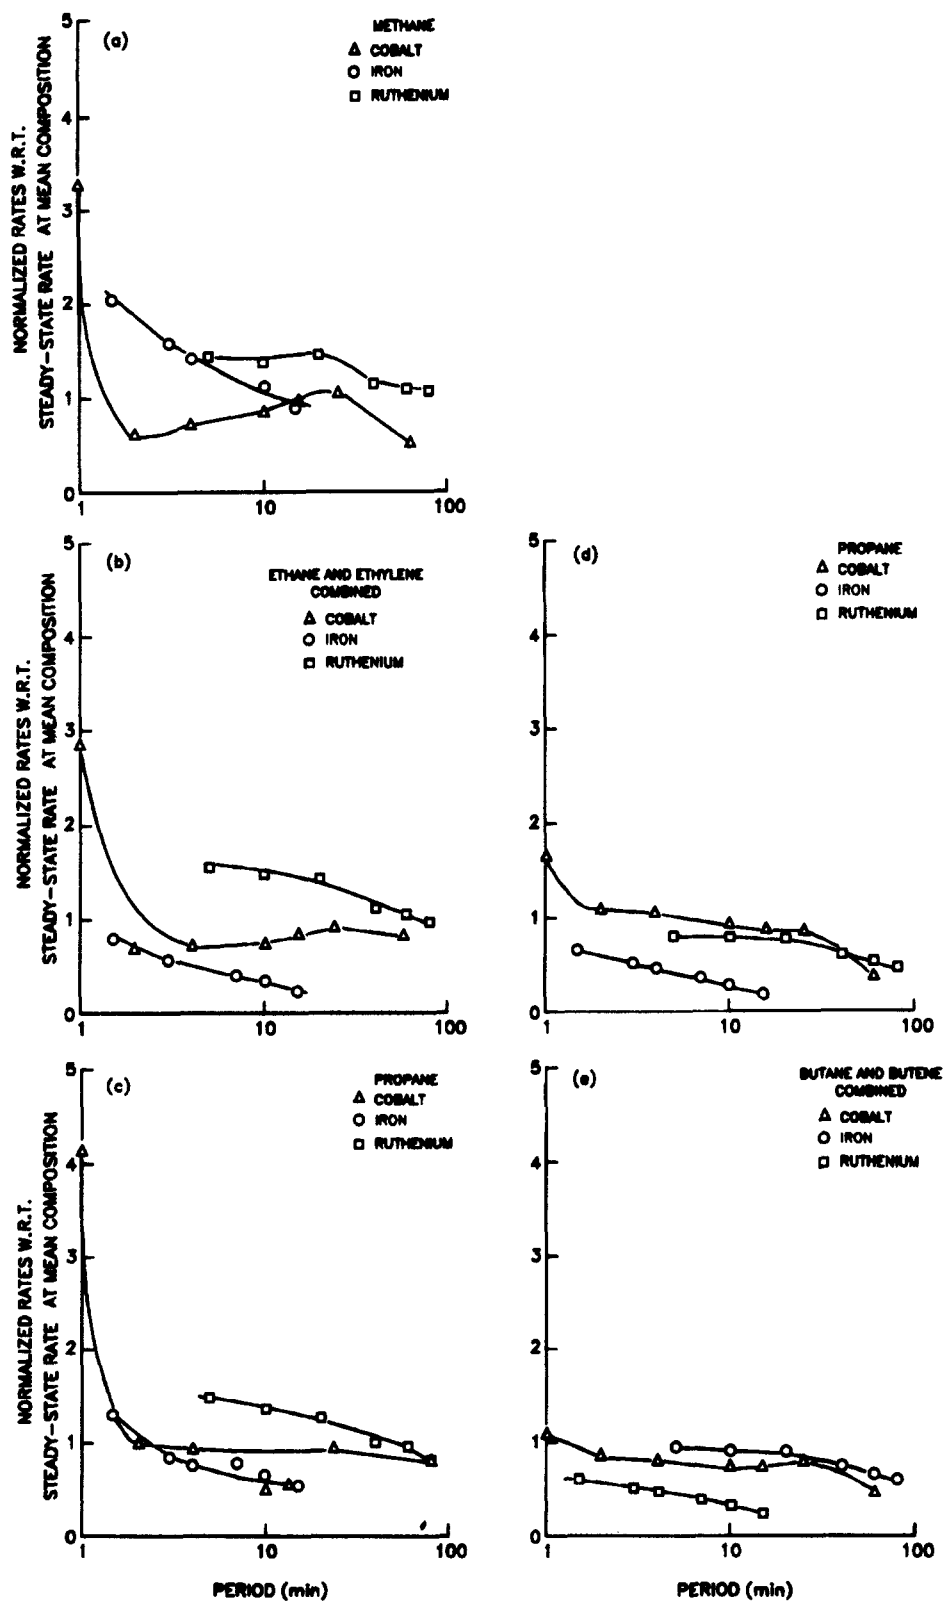 (a)
METHANE
COBALT
IRON
RUTHENIUM
NORMALIZED RATES W.R.T.
STEADY-STATE RATE AT MEAN COMPOSITION
5
4
3
2
1
0
1
10
100
(b)
ETHANE AND ETHYLENE
COMBINED
COBALT
IRON
RUTHENIUM
NORMALIZED RATES W.R.T.
STEADY-STATE RATE AT MEAN COMPOSITION
5
4
3
2
1
0
1
10
100
(d)
PROPANE
COBALT
IRON
RUTHENIUM
5
4
3
2
1
0
1
10
100
(c)
PROPANE
COBALT
IRON
RUTHENIUM
NORMALIZED RATES W.R.T.
STEADY-STATE RATE AT MEAN COMPOSITION
5
4
3
2
1
0
1
10
100
PERIOD (min)
(e)
BUTANE AND BUTENE
COMBINED
COBALT
IRON
RUTHENIUM
5
4
3
2
1
0
1
10
100
PERIOD (min)